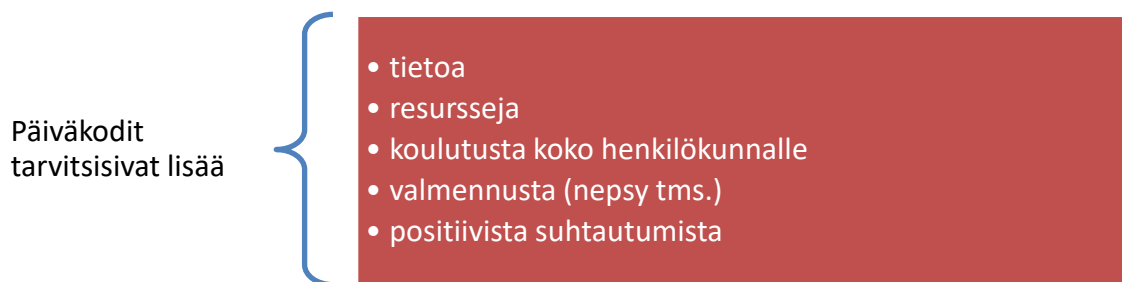 Päiväkodit
tarvitsisivat lisää
• tietoa
• resursseja
• koulutusta koko henkilökunnalle
• valmennusta (nepsy tms.)
• positiivista suhtautumista